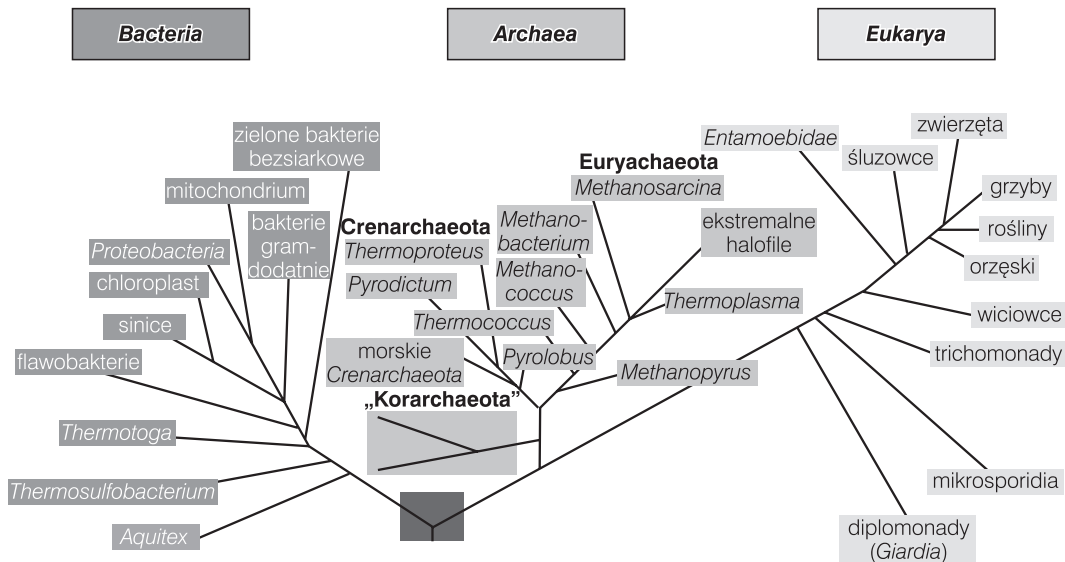 Bacteria
Archaea
Eukarya
zielone bakterie
bezsiarkowe
mitochondrium
bakterie
gram-
dodatnie
Proteobacteria
chloroplast
sinice
flawobakterie
Thermotoga
Thermosulfobacterium
Aquitex
Crenarchaeota
Thermoproteus
Pyrodictum
Thermococcus
morskie
Crenarchaeota
„Korarchaeota”
Euryachaeota
Methanosarcina
Methano-
bacterium
Methano-
coccus
Pyrolobus
ekstremalne
halofile
Thermoplasma
Methanopyrus
Entamoebidae
śluzowce
zwierzęta
grzyby
rośliny
orzęski
wiciowce
trichomonady
mikrosporidia
diplomonady
(Giardia)